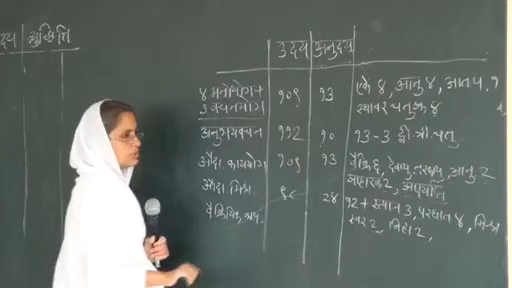 दय व्युच्छित्ति
उदय अनुदय
४ मनोयोग + १०९ १३ एके ४, आनु ४, आतप १
३ वचनयोग स्थावर चतुष्क ४
अनुभयवचन ११२ १० १३-३ द्वी. त्री. चतु
औदा. काययोग १०९ १३ वैक्रि ६, देवायु, नरकायु, आनु २
आहारक २, अपर्याप्त
औदा. मिश्र ९८ २४ १२ + स्त्यान ३, परघात ४, मिश्र
वैक्रियिक काय. स्वर २, विहा २,